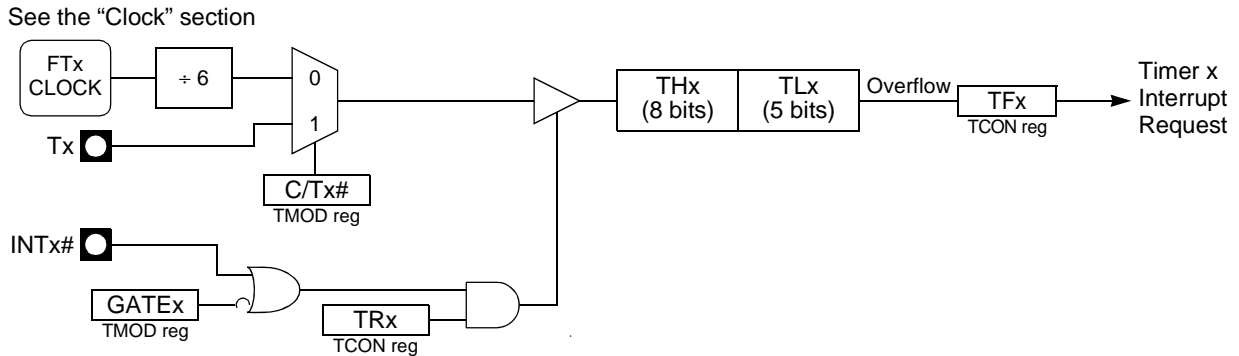 See the “Clock” section
FTx
CLOCK
÷ 6
0
1
Tx
C/Tx#
TMOD reg
THx
(8 bits)
TLx
(5 bits)
Overflow
TFx
TCON reg
Timer x
Interrupt
Request
INTx#
GATEx
TMOD reg
TRx
TCON reg